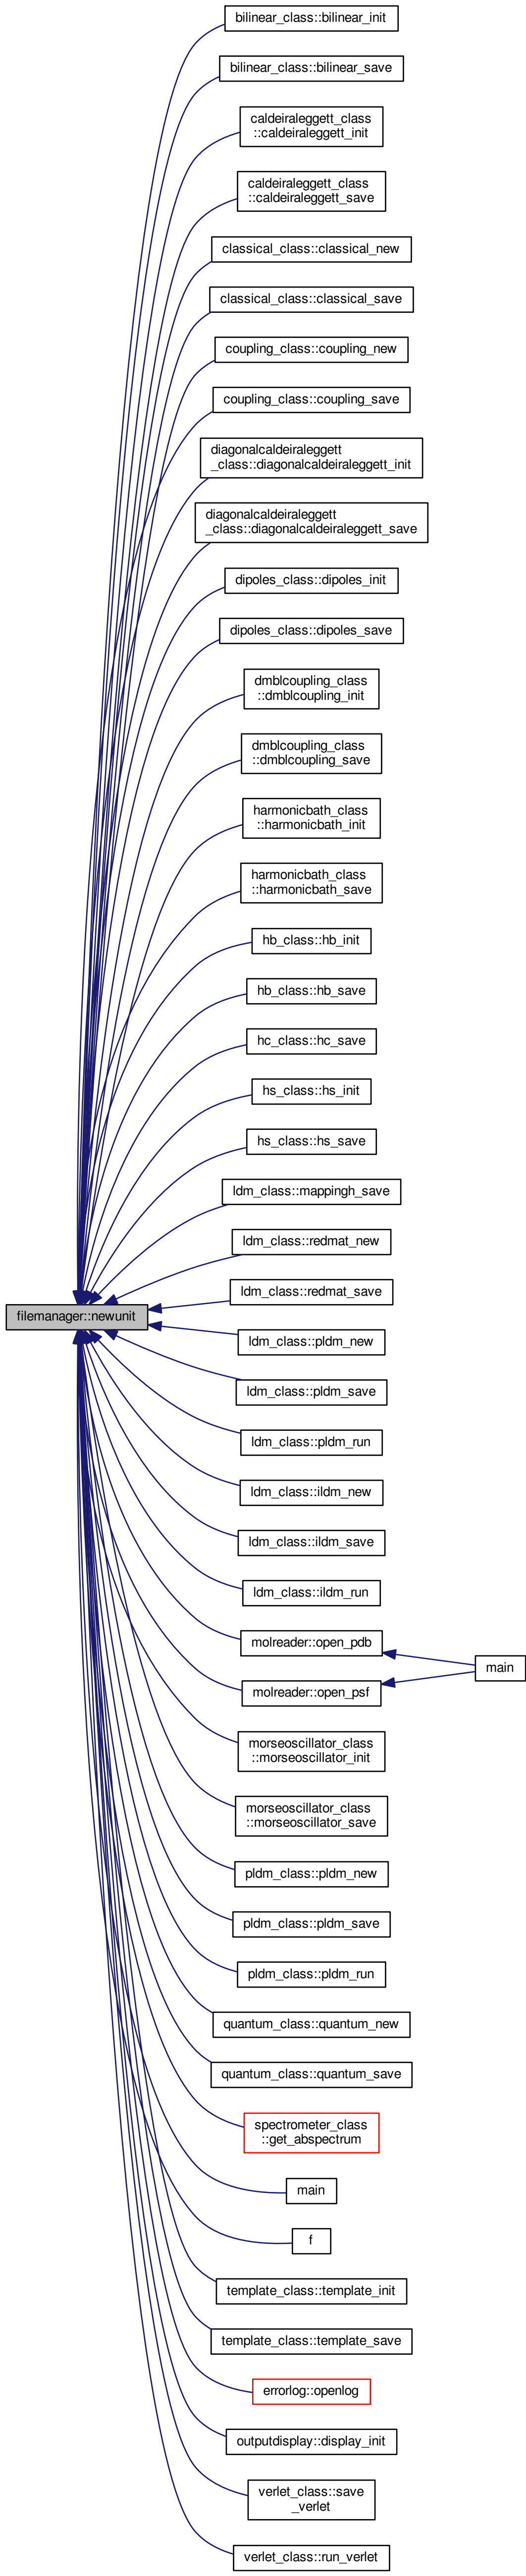 bilinear_class::bilinear_init
bilinear_class::bilinear_save
caldeiraleggett_class
::caldeiraleggett_init
caldeiraleggett_class
::caldeiraleggett_save
classical_class::classical_new
classical_class::classical_save
coupling_class::coupling_new
coupling_class::coupling_save
diagonalcaldeiraleggett
_class::diagonalcaldeiraleggett_init
diagonalcaldeiraleggett
_class::diagonalcaldeiraleggett_save
dipoles_class::dipoles_init
dipoles_class::dipoles_save
dmblcoupling_class
::dmblcoupling_init
dmblcoupling_class
::dmblcoupling_save
harmonicbath_class
::harmonicbath_init
harmonicbath_class
::harmonicbath_save
hb_class::hb_init
hb_class::hb_save
hc_class::hc_save
hs_class::hs_init
hs_class::hs_save
ldm_class::mappingh_save
ldm_class::redmat_new
ldm_class::redmat_save
filemanager::newunit
ldm_class::pldm_new
ldm_class::pldm_save
ldm_class::pldm_run
ldm_class::ildm_new
ldm_class::ildm_save
ldm_class::ildm_run
molreader::open_pdb
main
molreader::open_psf
morseoscillator_class
::morseoscillator_init
morseoscillator_class
::morseoscillator_save
pldm_class::pldm_new
pldm_class::pldm_save
pldm_class::pldm_run
quantum_class::quantum_new
quantum_class::quantum_save
spectrometer_class
::get_abspectrum
main
f
template_class::template_init
template_class::template_save
errorlog::openlog
outputdisplay::display_init
verlet_class::save
_verlet
verlet_class::run_verlet